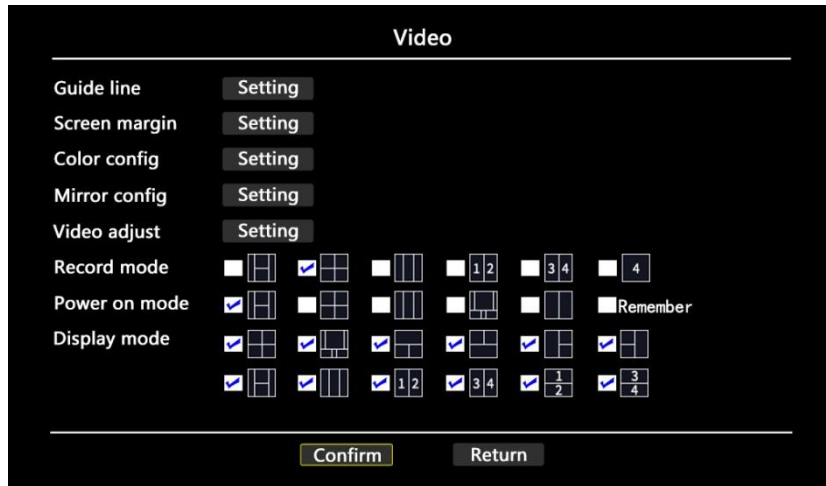 Video
Guide line Setting
Screen margin Setting
Color config Setting
Mirror config Setting
Video adjust Setting
Record mode 1 2 3 4 4
Power on mode Remember
Display mode
1 2 3 4 1 2 3 4
Confirm Return